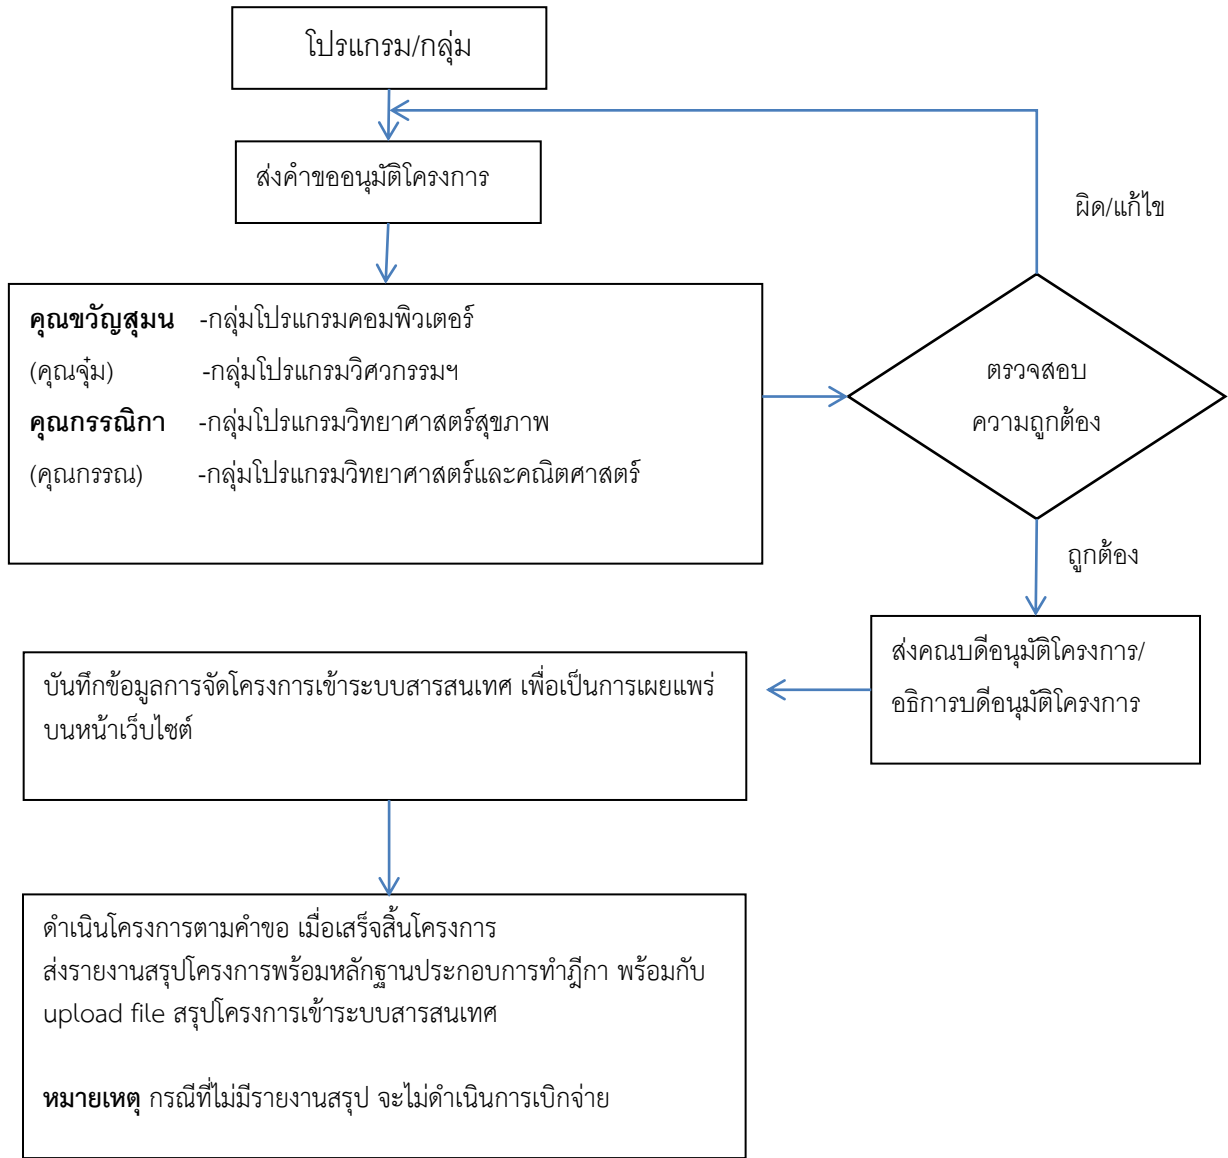 โปรแกรม/กลุ่ม
ส่งคำขออนุมัติโครงการ
ผิด/แก้ไข
คุณขวัญสุมน -กลุ่มโปรแกรมคอมพิวเตอร์
(คุณจุ๋ม) -กลุ่มโปรแกรมวิศวกรรมฯ
คุณกรรณิกา -กลุ่มโปรแกรมวิทยาศาสตร์สุขภาพ
(คุณกรรณ) -กลุ่มโปรแกรมวิทยาศาสตร์และคณิตศาสตร์
ตรวจสอบ
ความถูกต้อง
ถูกต้อง
ส่งคณบดีอนุมัติโครงการ/
อธิการบดีอนุมัติโครงการ
บันทึกข้อมูลการจัดโครงการเข้าระบบสารสนเทศ เพื่อเป็นการเผยแพร่
บนหน้าเว็บไซต์
ดำเนินโครงการตามคำขอ เมื่อเสร็จสิ้นโครงการ
ส่งรายงานสรุปโครงการพร้อมหลักฐานประกอบการทำฎีกา พร้อมกับ
upload file สรุปโครงการเข้าระบบสารสนเทศ
หมายเหตุ กรณีที่ไม่มีรายงานสรุป จะไม่ดำเนินการเบิกจ่าย